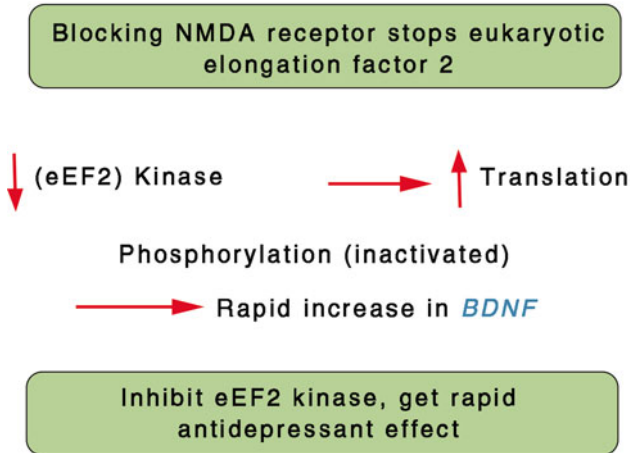 Blocking NMDA receptor stops eukaryotic
elongation factor 2
(eEF2) Kinase
Translation
Phosphorylation (inactivated)
Rapid increase in BDNF
Inhibit eEF2 kinase, get rapid
antidepressant effect